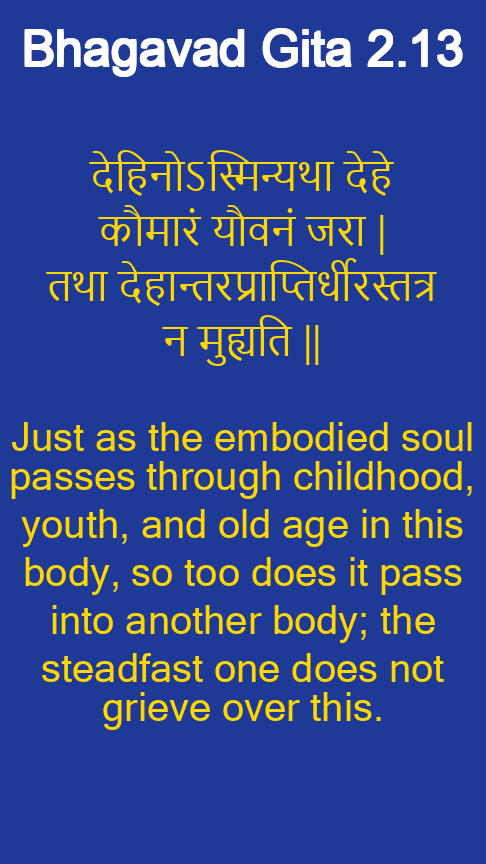 Bhagavad Gita 2.13
देहिनोऽस्मिन्यथा देहे
कौमारं यौवनं जरा |
तथा देहान्तरप्राप्तिर्धीरस्तत्र
न मुह्यति ||
Just as the embodied soul
passes through childhood,
youth, and old age in this
body, so too does it pass
into another body; the
steadfast one does not
grieve over this.